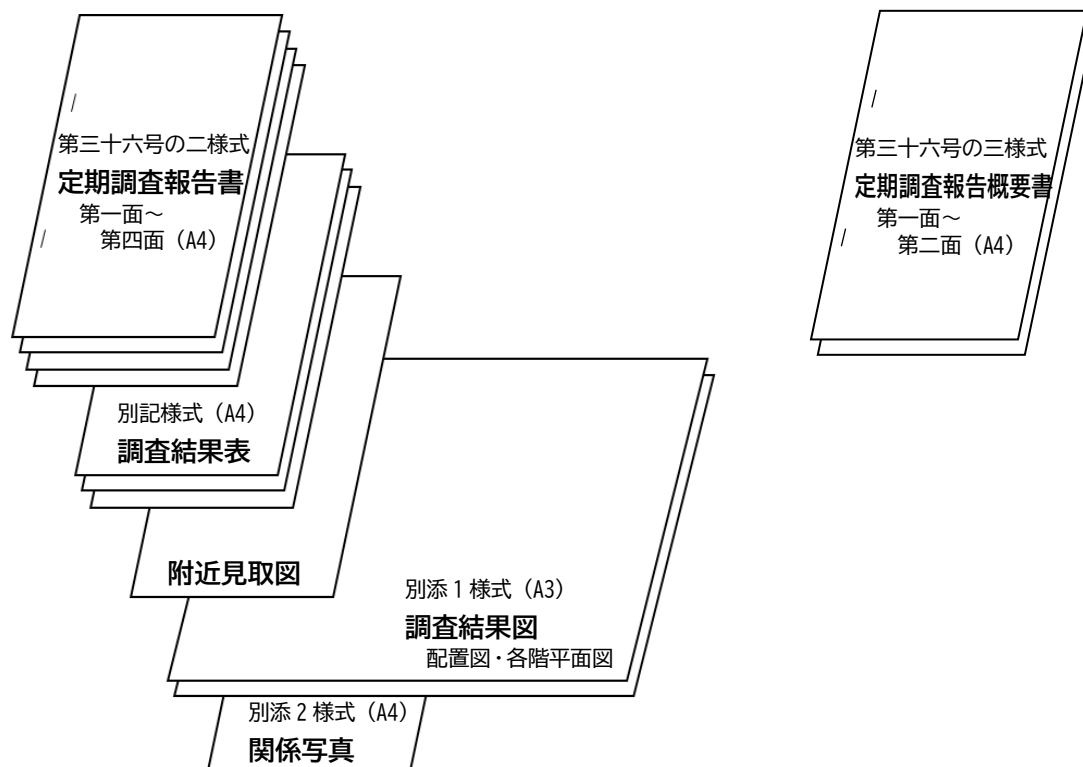 第三十六号の二様式
定期調査報告書
第一面～
第四面（A4）
別記様式（A4）
調査結果表
附近見取図
別添１様式（A3）
調査結果図
配置図・各階平面図
別添２様式（A4）
関係写真
第三十六号の三様式
定期調査報告概要書
第一面～
第二面（A4）